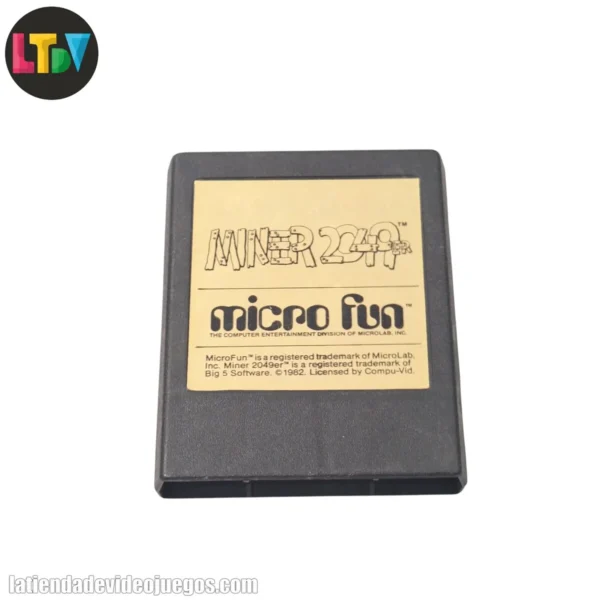 LTDV
MINER 2049er™
micro fun™
THE COMPUTER ENTERTAINMENT DIVISION OF MICROLAB, INC.
MicroFun™ is a registered trademark of MicroLab,
Inc. Miner 2049er™ is a registered trademark of
Big 5 Software. ©1982. Licensed by Compu-Vid.
latiendadevideojuegos.com